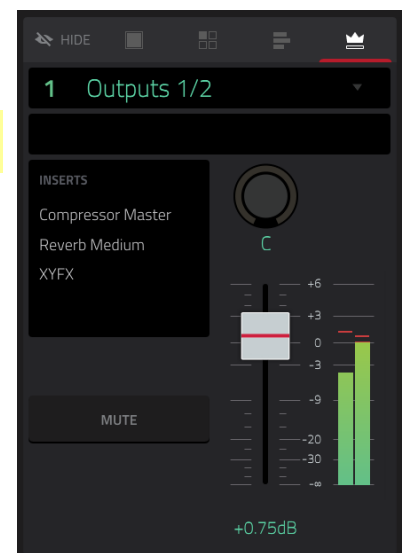 HIDE
1 Outputs 1/2
INSERTS
Compressor Master
Reverb Medium
XYFX
C
+6
+3
0
-3
-9
-20
-30
-∞
MUTE
+0.75dB